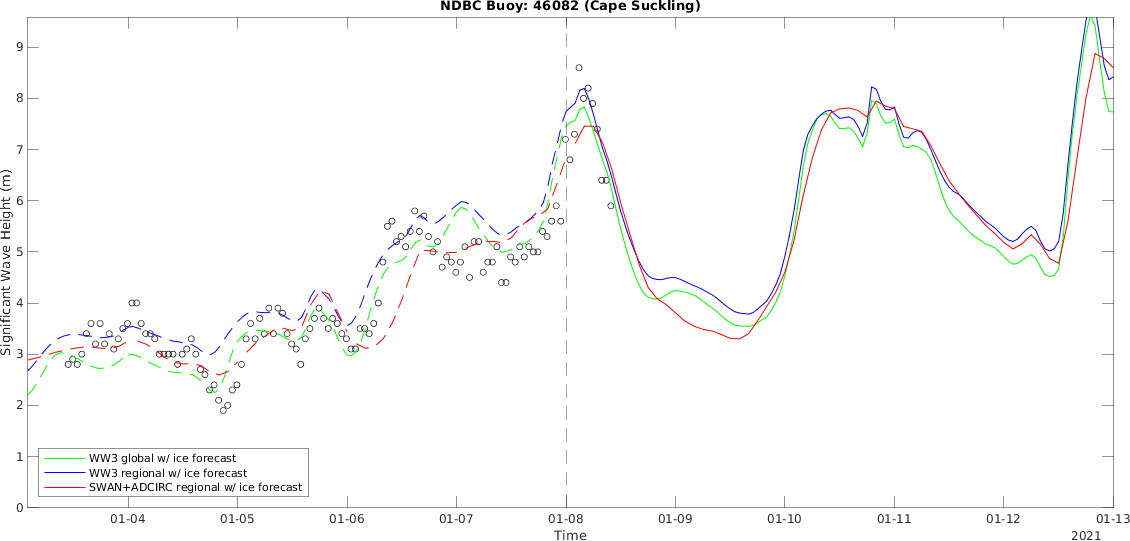 NDBC Buoy: 46082 (Cape Suckling)
Significant Wave Height (m)
9
8
7
6
5
4
3
2
1
0
WW3 global w/ ice forecast
WW3 regional w/ ice forecast
SWAN+ADCIRC regional w/ ice forecast
01-04 01-05 01-06 01-07 01-08 01-09 01-10 01-11 01-12 01-13
Time
2021